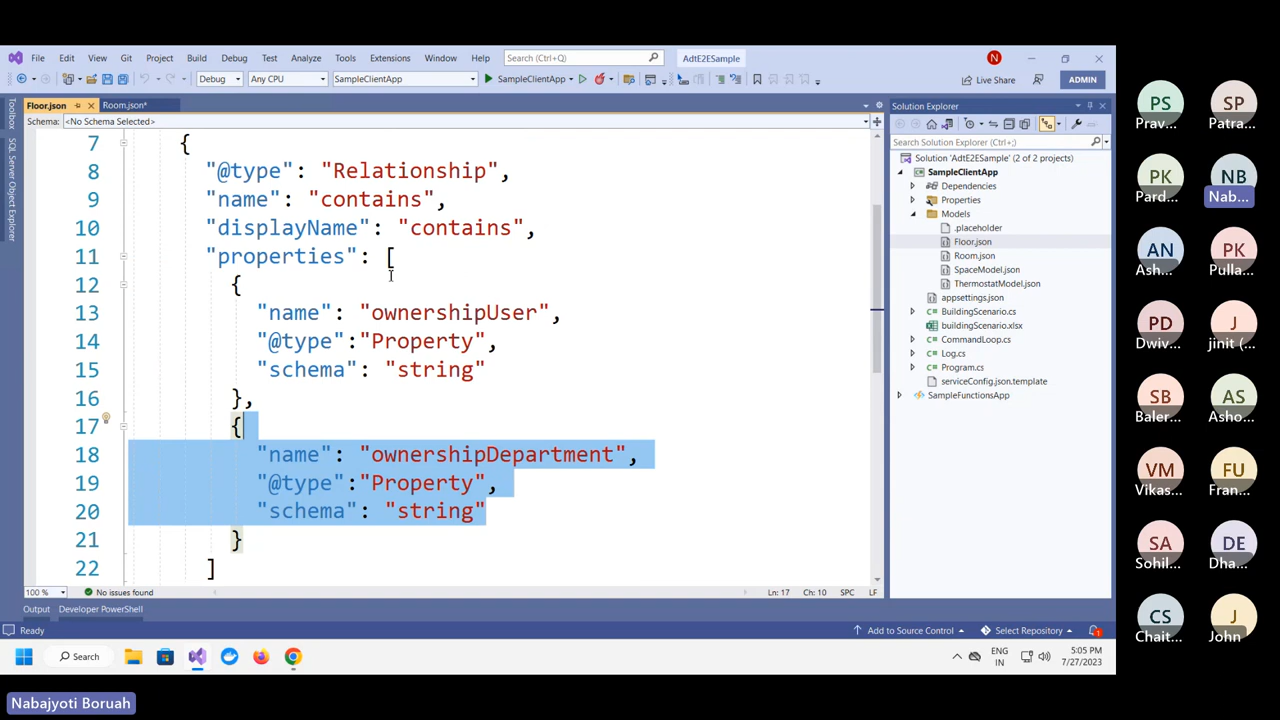 File Edit View Git Project Build Debug Test Analyze Tools Extensions Window Help Search (Ctrl+Q) AdtE2ESample N
Debug Any CPU SampleClientApp SampleClientApp Live Share ADMIN
Toolbox
SQL Server Object Explorer
Floor.json Room.json*
Schema: <No Schema Selected>
7 {
8 "@type": "Relationship",
9 "name": "contains",
10 "displayName": "contains",
11 "properties": [
12 {
13 "name": "ownershipUser",
14 "@type":"Property",
15 "schema": "string"
16 },
17 {
18 "name": "ownershipDepartment",
19 "@type":"Property",
20 "schema": "string"
21 }
22 ]
100 % No issues found Ln: 17 Ch: 10 SPC LF
Output Developer PowerShell
Ready Add to Source Control Select Repository 1
Solution Explorer
Search Solution Explorer (Ctrl+;)
Solution 'AdtE2ESample' (2 of 2 projects)
SampleClientApp
Dependencies
Properties
Models
.placeholder
Floor.json
Room.json
SpaceModel.json
ThermostatModel.json
appsettings.json
BuildingScenario.cs
buildingScenario.xlsx
CommandLoop.cs
Log.cs
Program.cs
serviceConfig.json.template
SampleFunctionsApp
Search ENG IN 5:05 PM 7/27/2023
Nabajyoti Boruah
PS SP
Prav... Patra...
PK NB
Pard... Nab...
AN PK
Ash... Pulla...
PD J
Dwiv... jinit (...
SB AS
Baler... Asho...
VM FU
Vikas... Fran...
SA DE
Sohil... Dha...
CS J
Chait... John